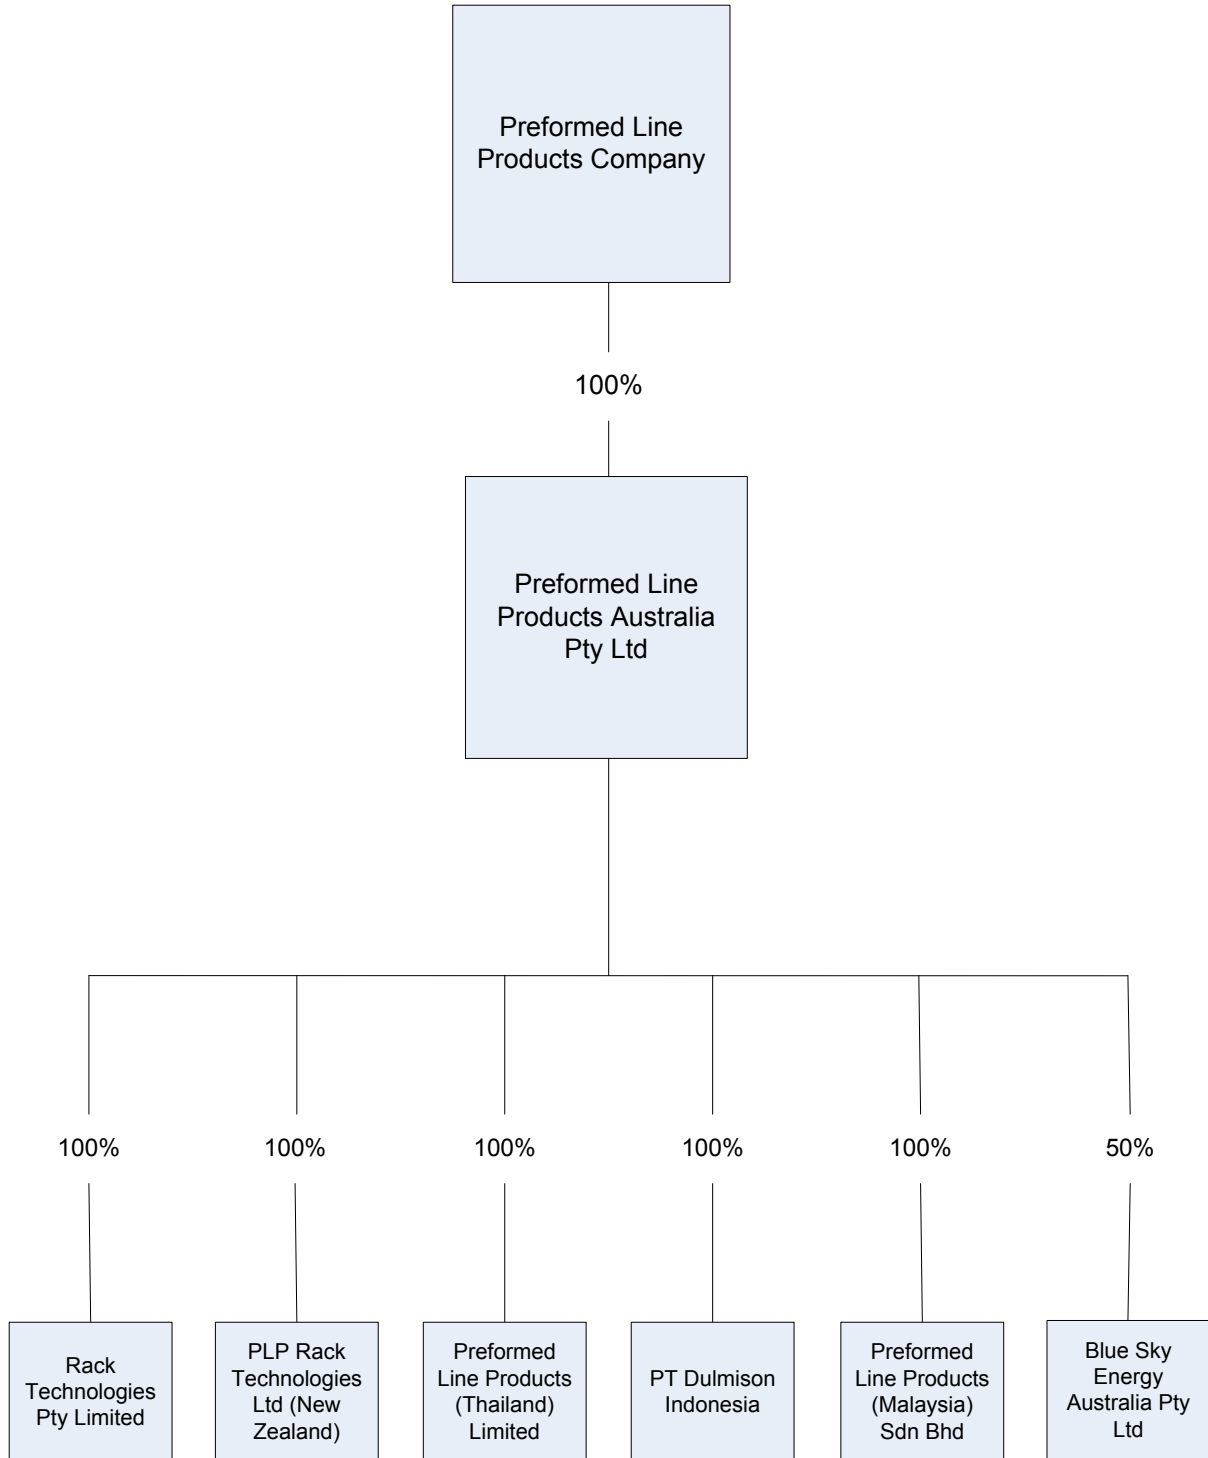 Preformed Line
Products Company
100%
Preformed Line
Products Australia
Pty Ltd
100%
100%
100%
100%
100%
50%
Rack
Technologies
Pty Limited
PLP Rack
Technologies
Ltd (New
Zealand)
Preformed
Line Products
(Thailand)
Limited
PT Dulmison
Indonesia
Preformed
Line Products
(Malaysia)
Sdn Bhd
Blue Sky
Energy
Australia Pty
Ltd